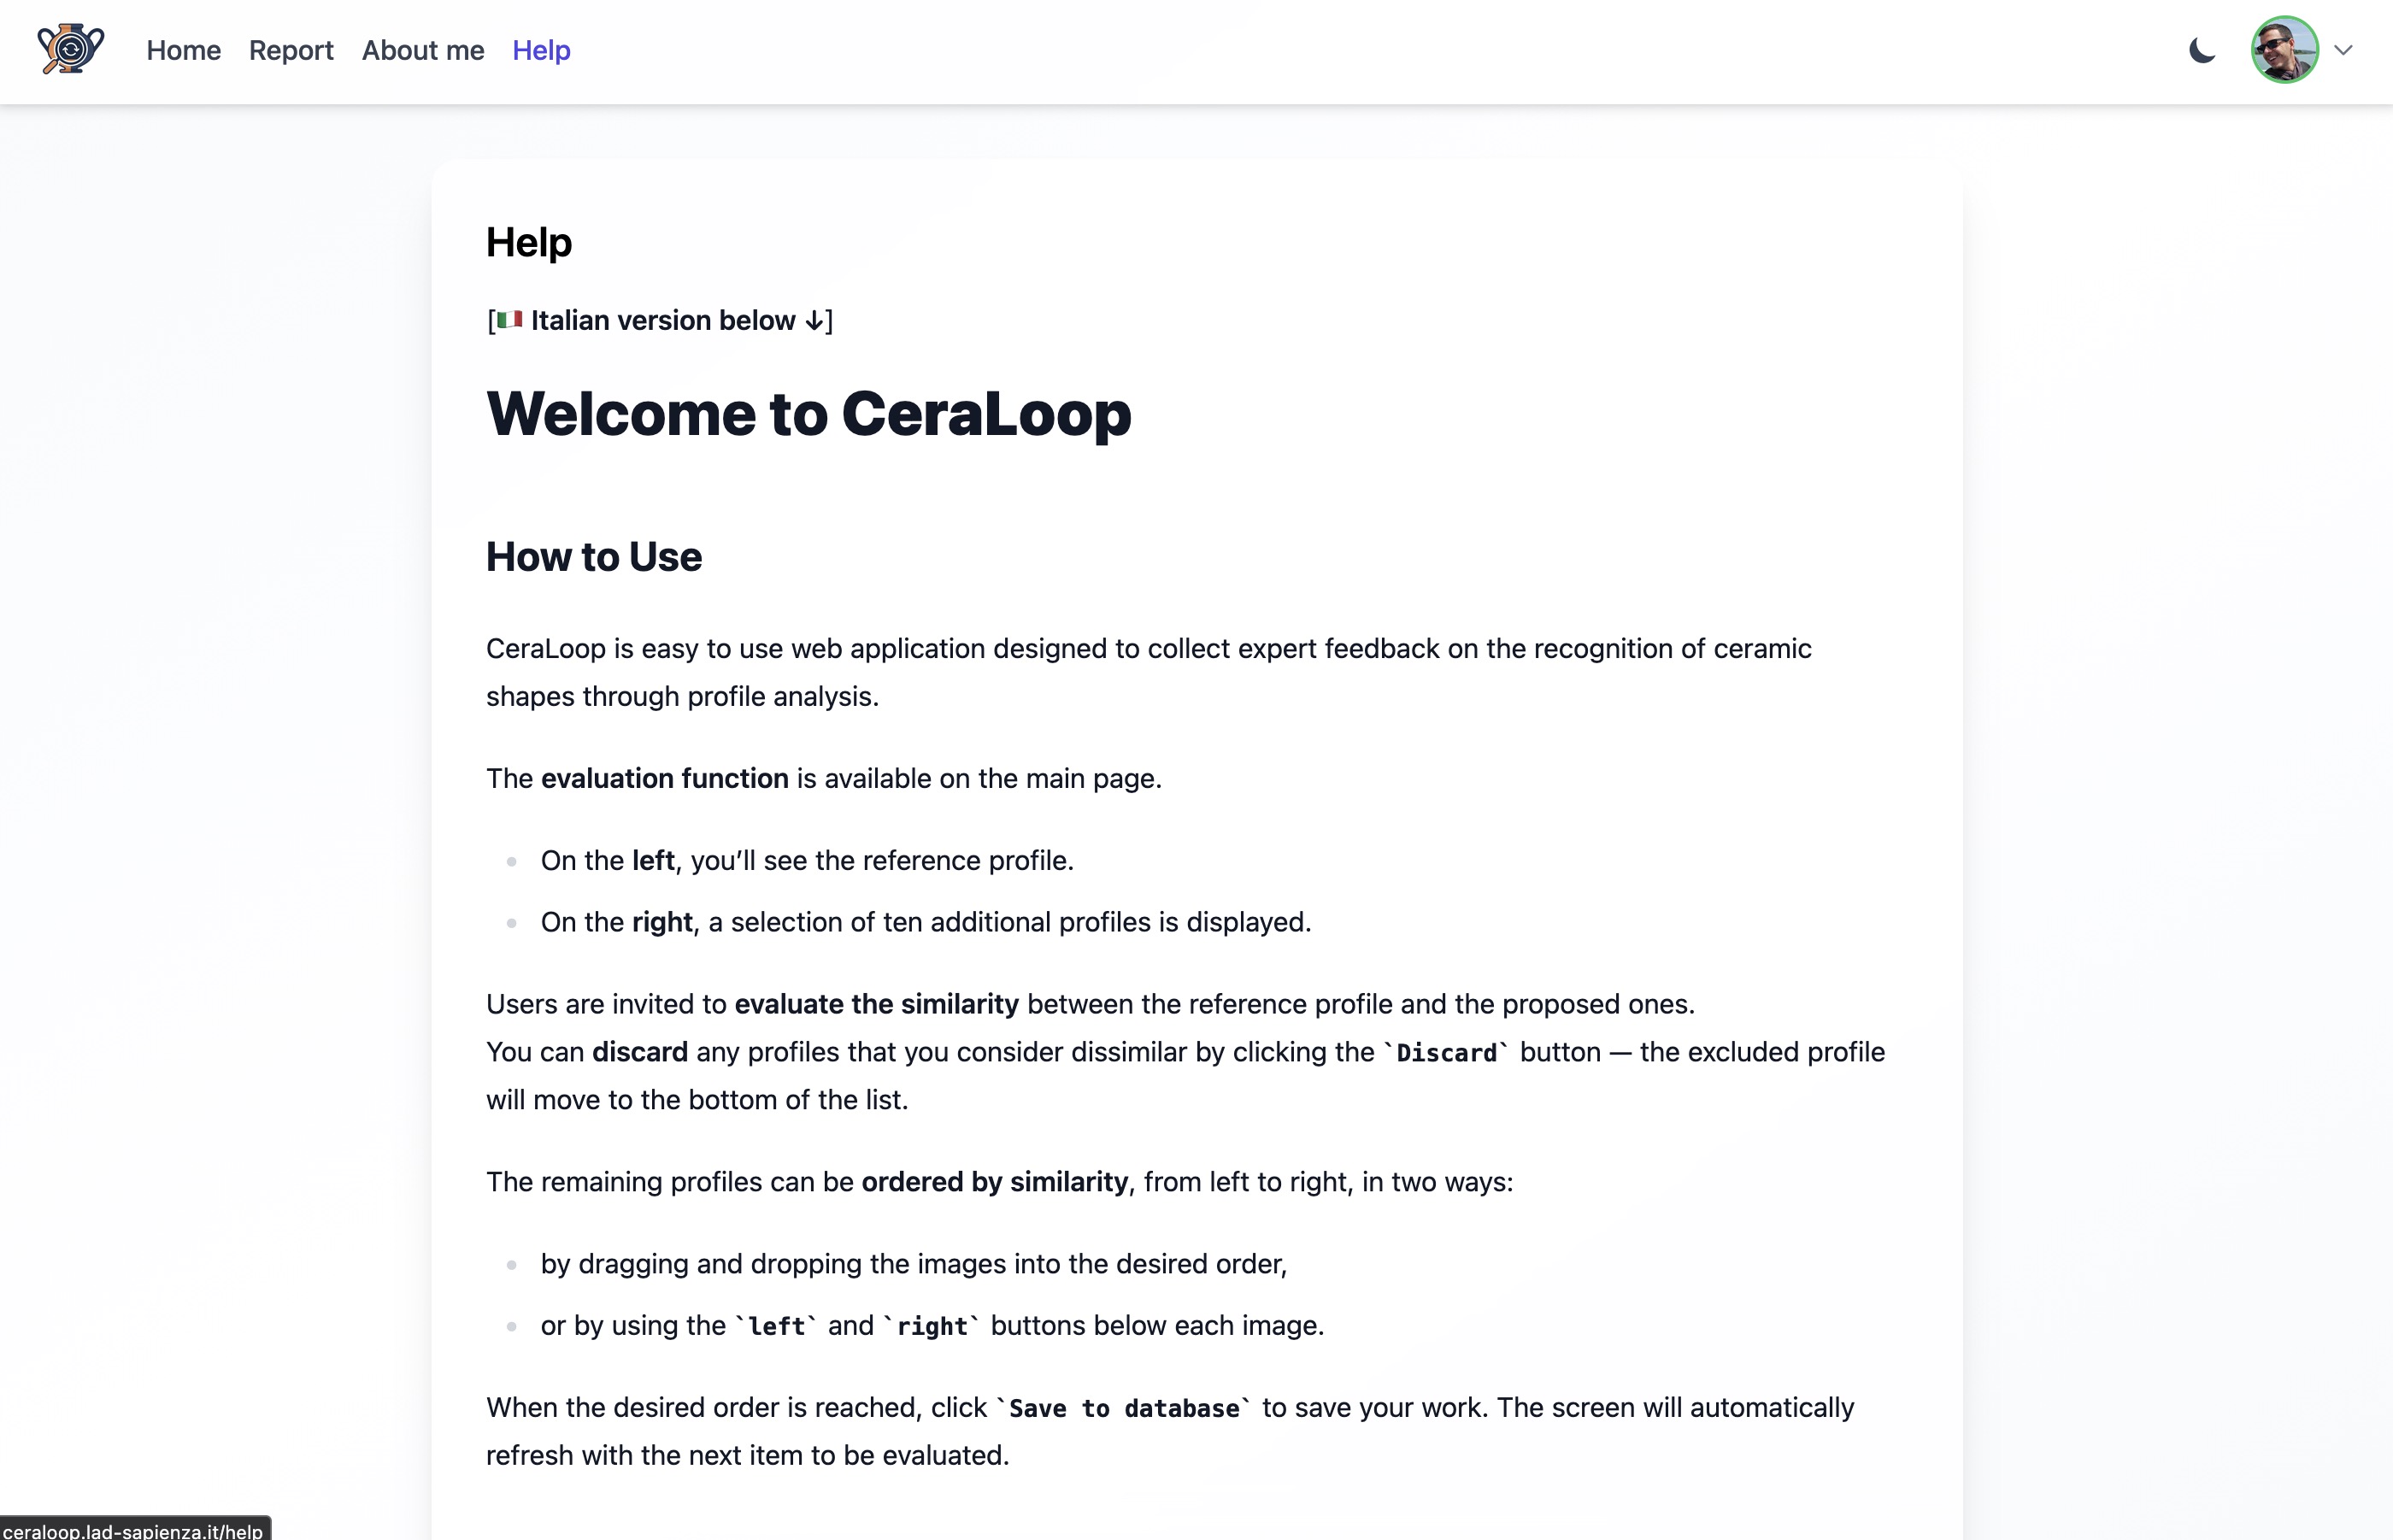 Home Report About me Help
Help
[🇮🇹 Italian version below ↓]
Welcome to CeraLoop
How to Use
CeraLoop is easy to use web application designed to collect expert feedback on the recognition of ceramic
shapes through profile analysis.
The evaluation function is available on the main page.
On the left, you’ll see the reference profile.
On the right, a selection of ten additional profiles is displayed.
Users are invited to evaluate the similarity between the reference profile and the proposed ones.
You can discard any profiles that you consider dissimilar by clicking the `Discard` button — the excluded profile
will move to the bottom of the list.
The remaining profiles can be ordered by similarity, from left to right, in two ways:
by dragging and dropping the images into the desired order,
or by using the `left` and `right` buttons below each image.
When the desired order is reached, click `Save to database` to save your work. The screen will automatically
refresh with the next item to be evaluated.
ceraloop.lad-sapienza.it/help